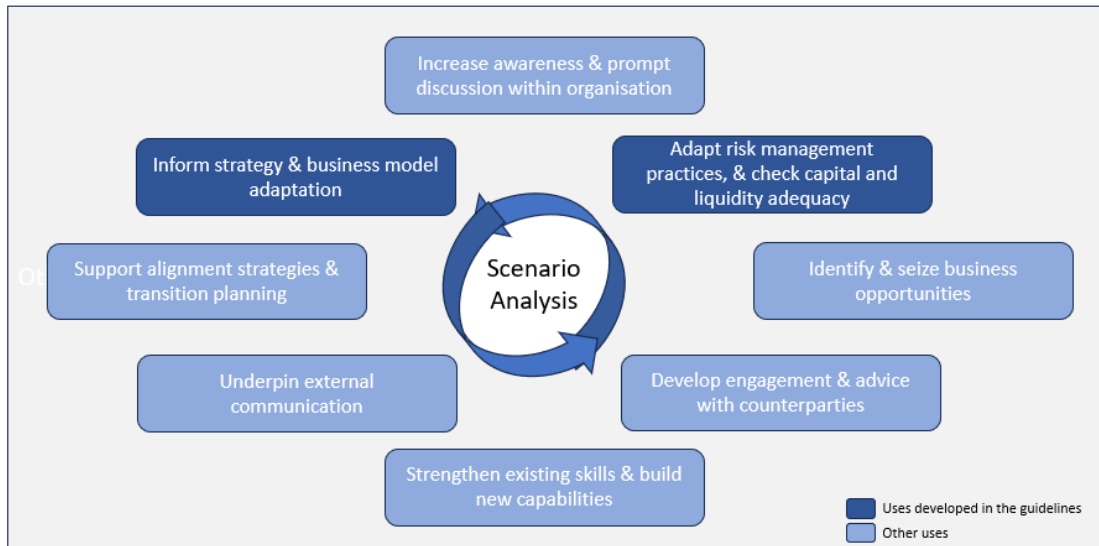 Increase awareness & prompt
discussion within organisation
Inform strategy & business model
adaptation
Adapt risk management
practices, & check capital and
liquidity adequacy
Scenario
Analysis
Ot
Support alignment strategies &
transition planning
Identify & seize business
opportunities
Underpin external
communication
Develop engagement & advice
with counterparties
Strengthen existing skills & build
new capabilities
Uses developed in the guidelines
Other uses